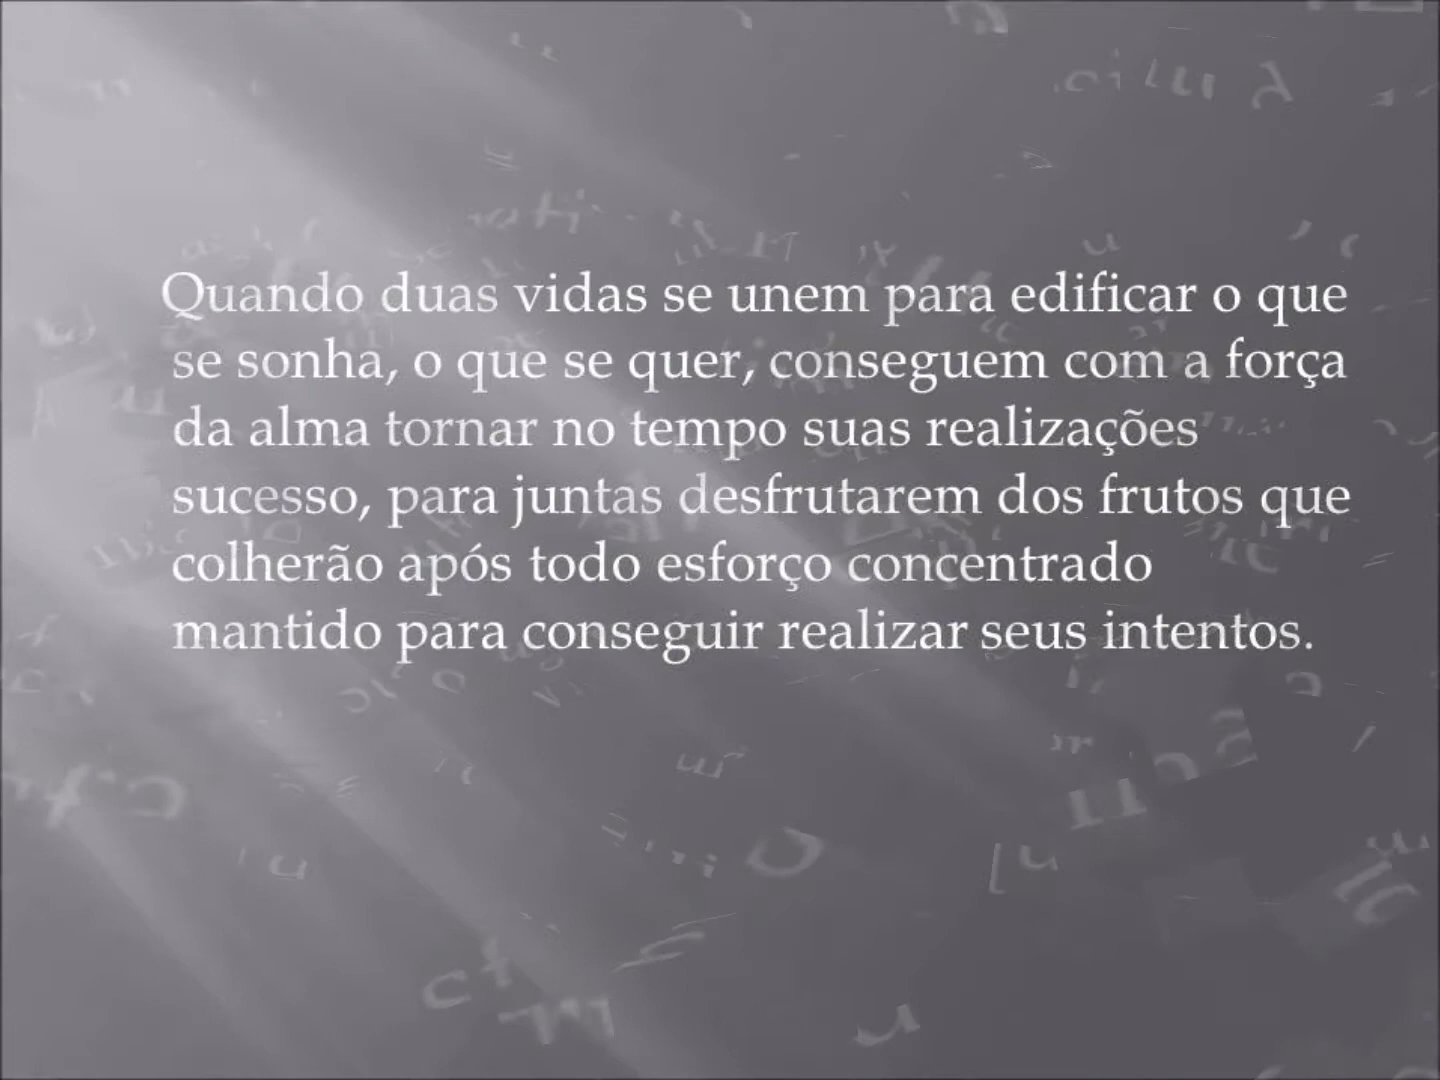 Quando duas vidas se unem para edificar o que
se sonha, o que se quer, conseguem com a força
da alma tornar no tempo suas realizações
sucesso, para juntas desfrutarem dos frutos que
colherão após todo esforço concentrado
mantido para conseguir realizar seus intentos.